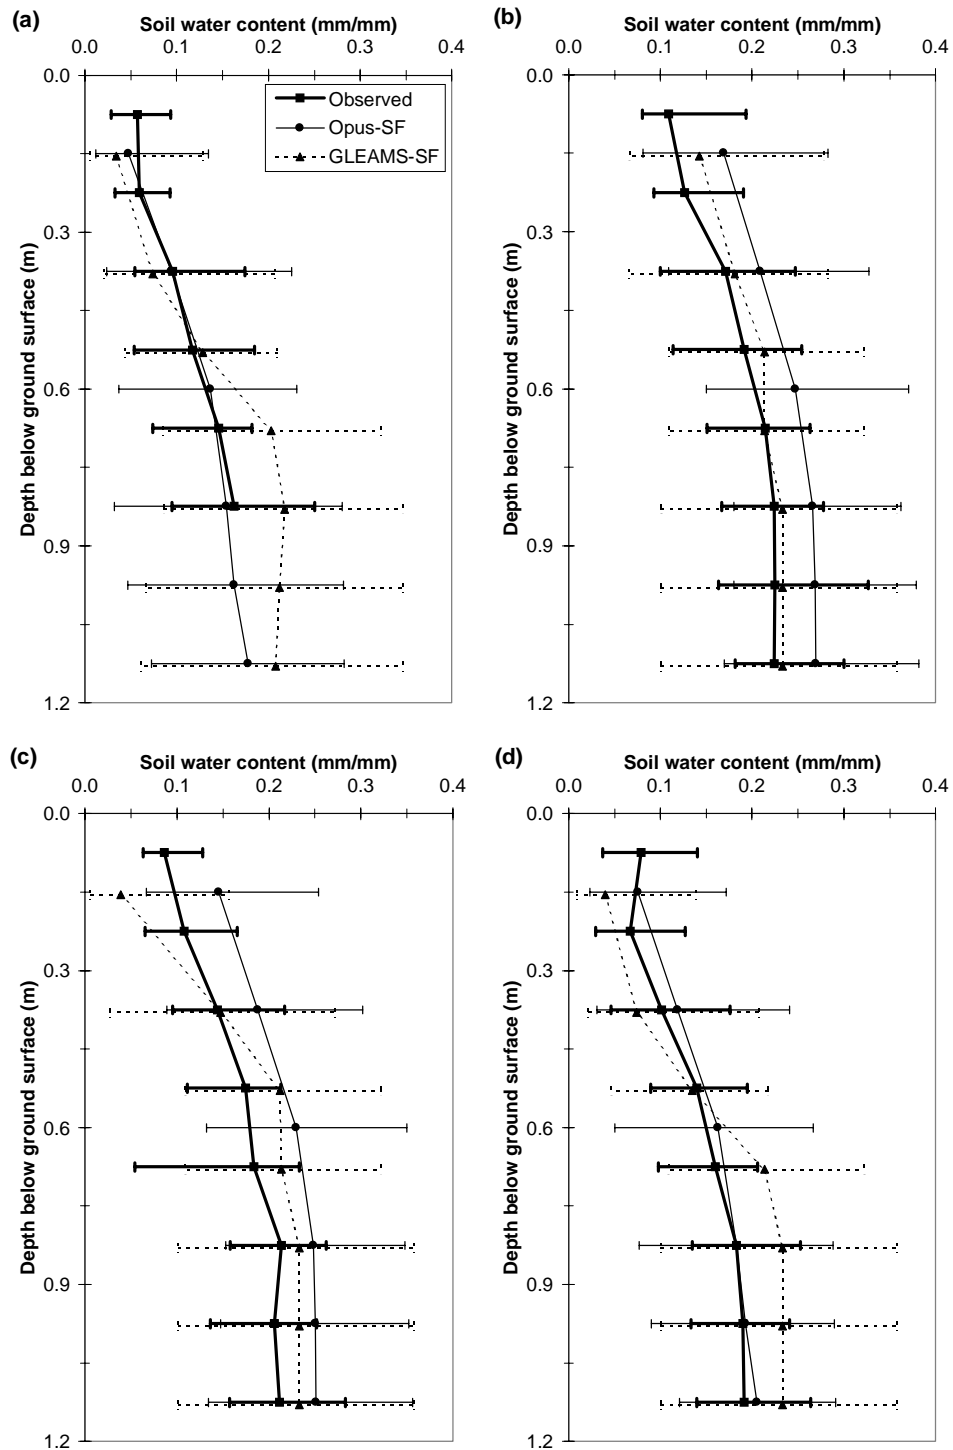 (a)
Soil water content (mm/mm)
0.0 0.1 0.2 0.3 0.4
0.0
0.3
0.6
0.9
1.2
Depth below ground surface (m)
Observed
Opus-SF
GLEAMS-SF
(b)
Soil water content (mm/mm)
0.0 0.1 0.2 0.3 0.4
0.0
0.3
0.6
0.9
1.2
Depth below ground surface (m)
(c)
Soil water content (mm/mm)
0.0 0.1 0.2 0.3 0.4
0.0
0.3
0.6
0.9
1.2
Depth below ground surface (m)
(d)
Soil water content (mm/mm)
0.0 0.1 0.2 0.3 0.4
0.0
0.3
0.6
0.9
1.2
Depth below ground surface (m)